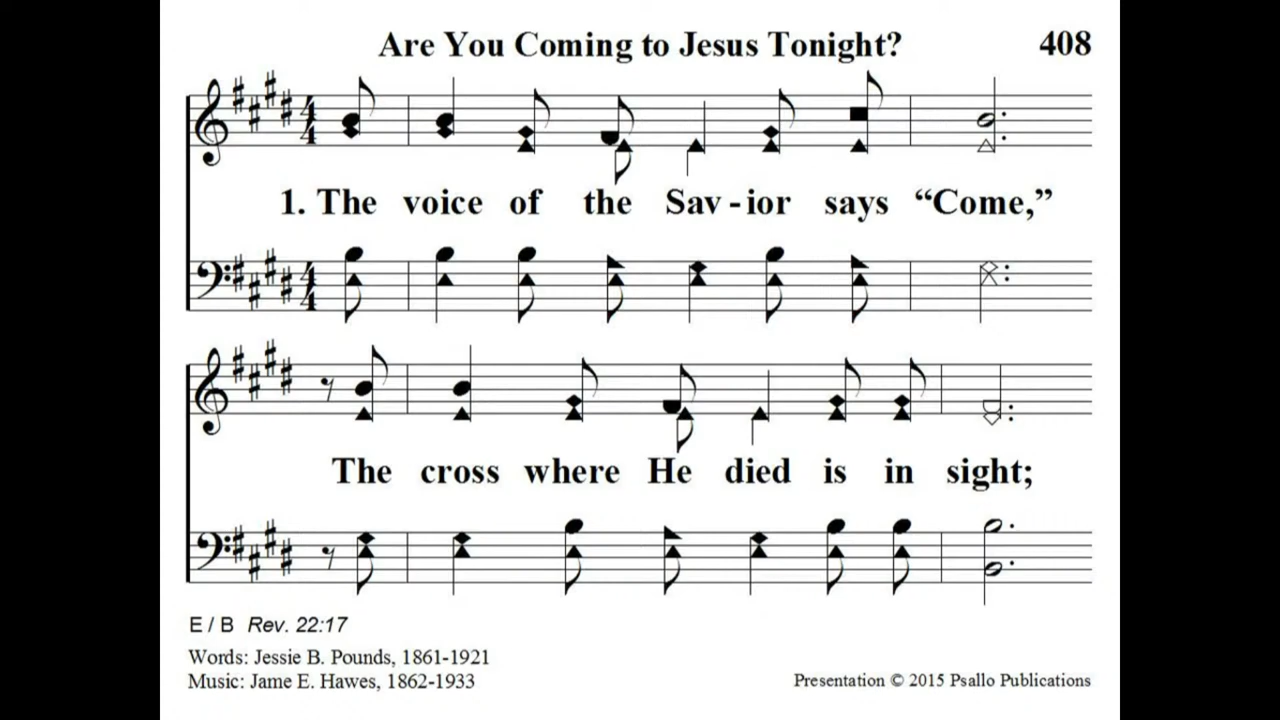 Are You Coming to Jesus Tonight? 408
1. The voice of the Sav - ior says “Come,”
The cross where He died is in sight;
E / B Rev. 22:17
Words: Jessie B. Pounds, 1861-1921
Music: Jame E. Hawes, 1862-1933
Presentation © 2015 Psallo Publications